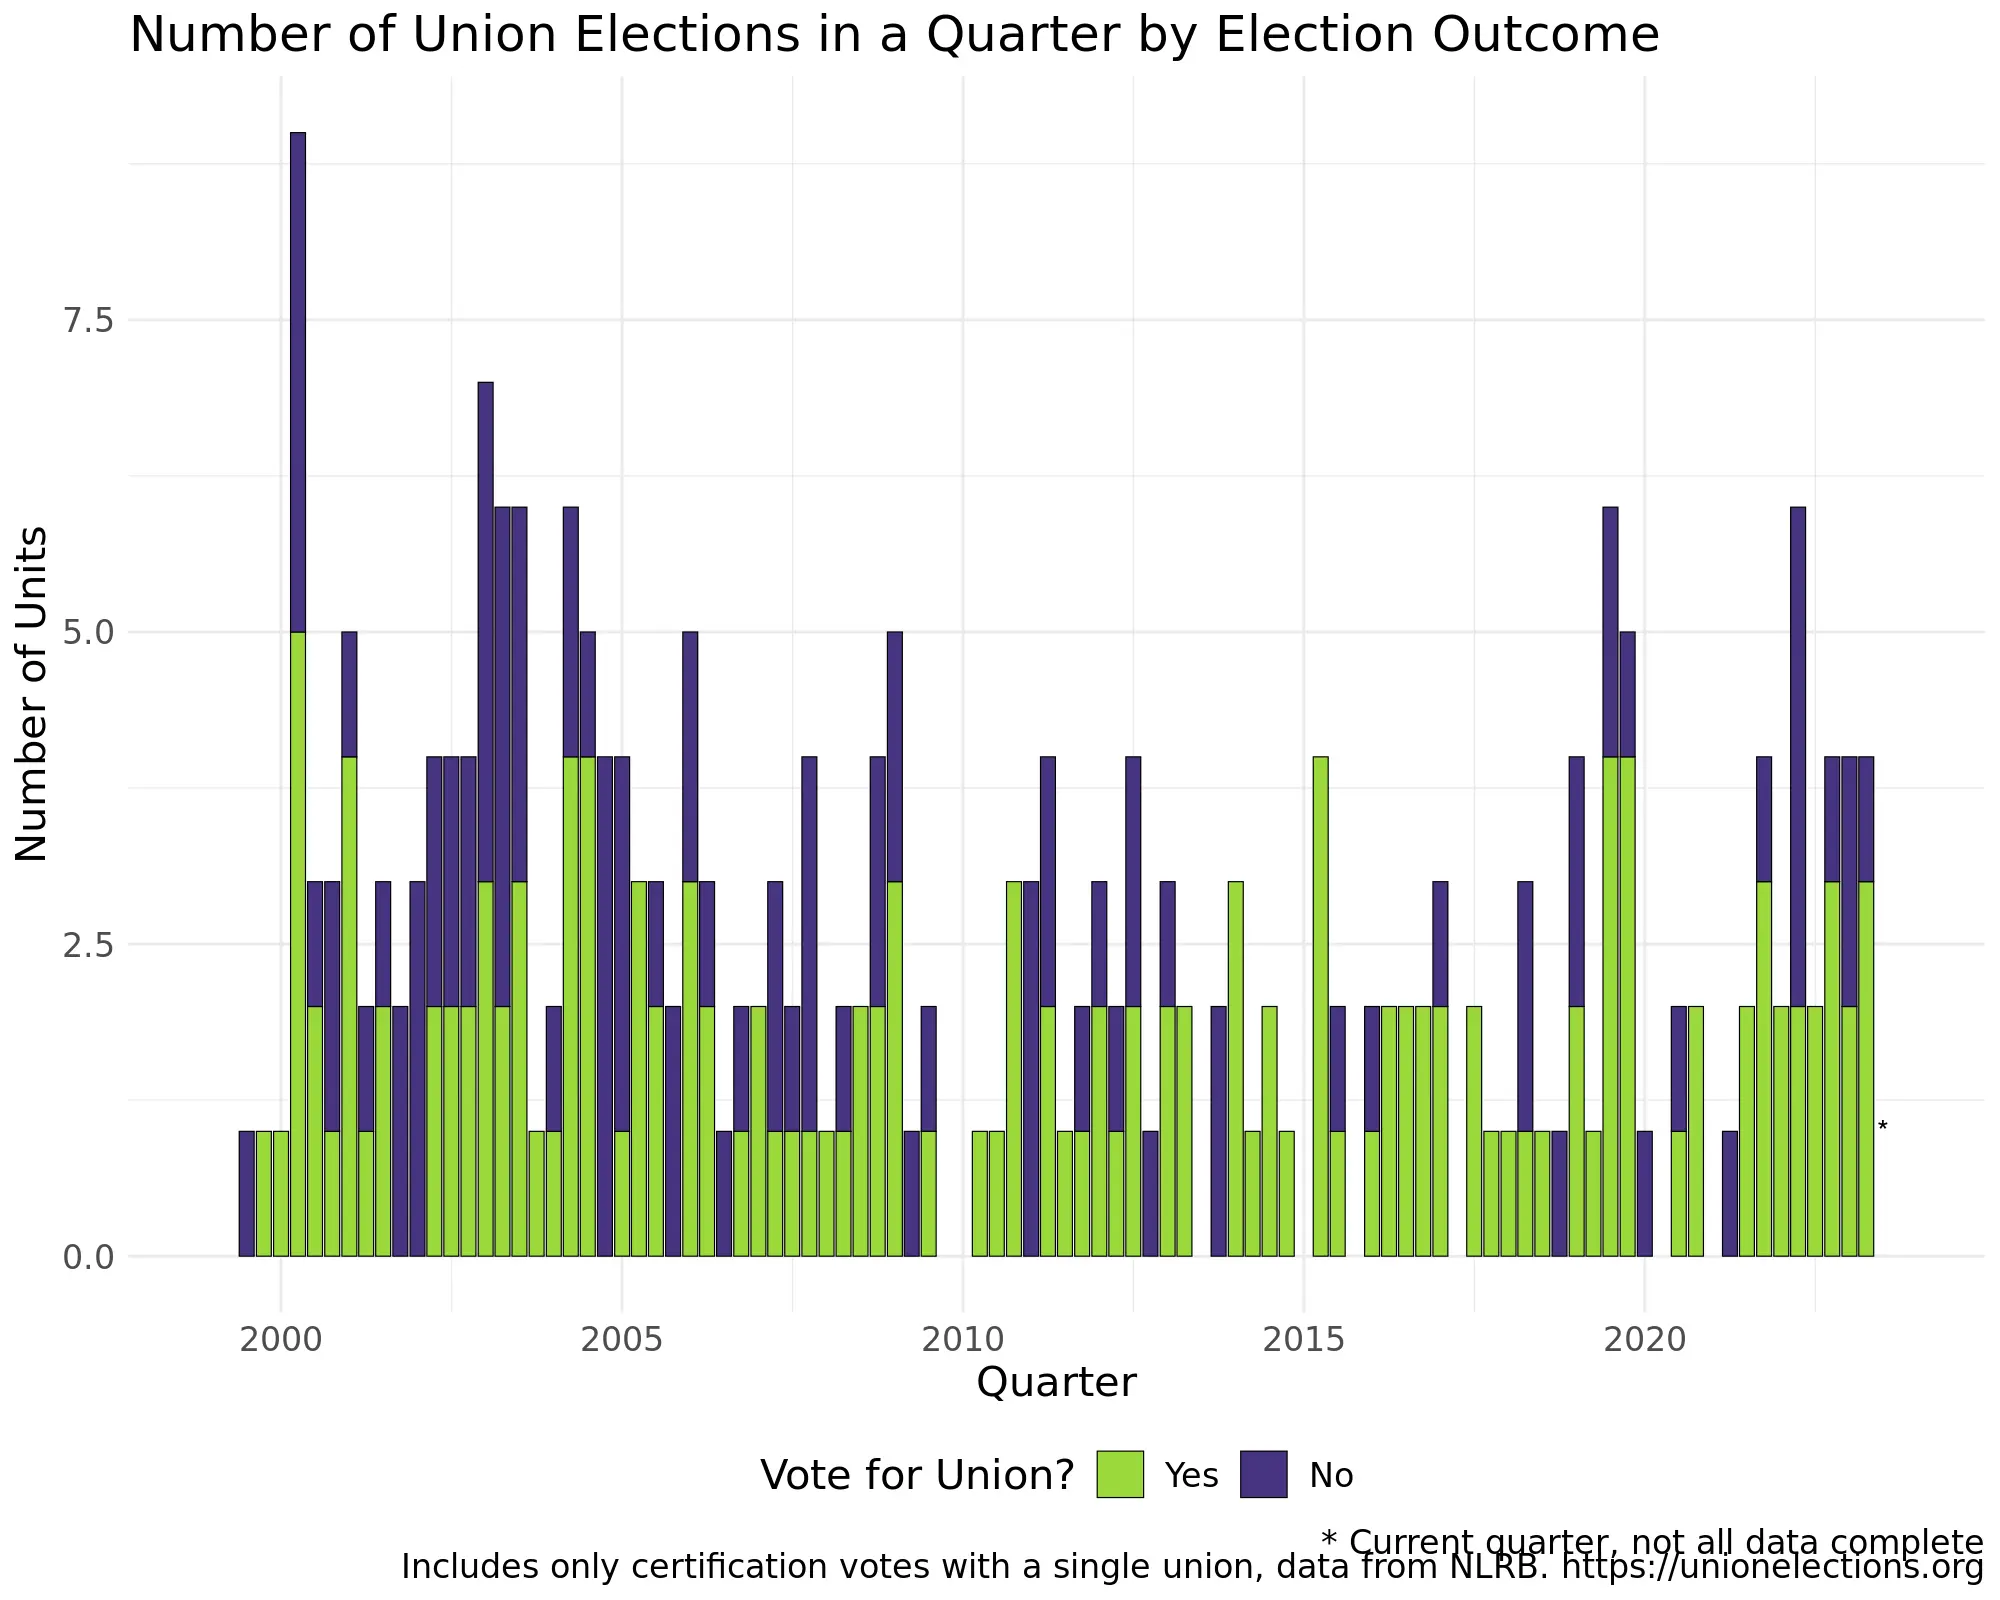 Number of Union Elections in a Quarter by Election Outcome
Number of Units
7.5
5.0
2.5
0.0
*
2000 2005 2010 2015 2020
Quarter
Vote for Union? Yes No
* Current quarter, not all data complete
Includes only certification votes with a single union, data from NLRB. https://unionelections.org